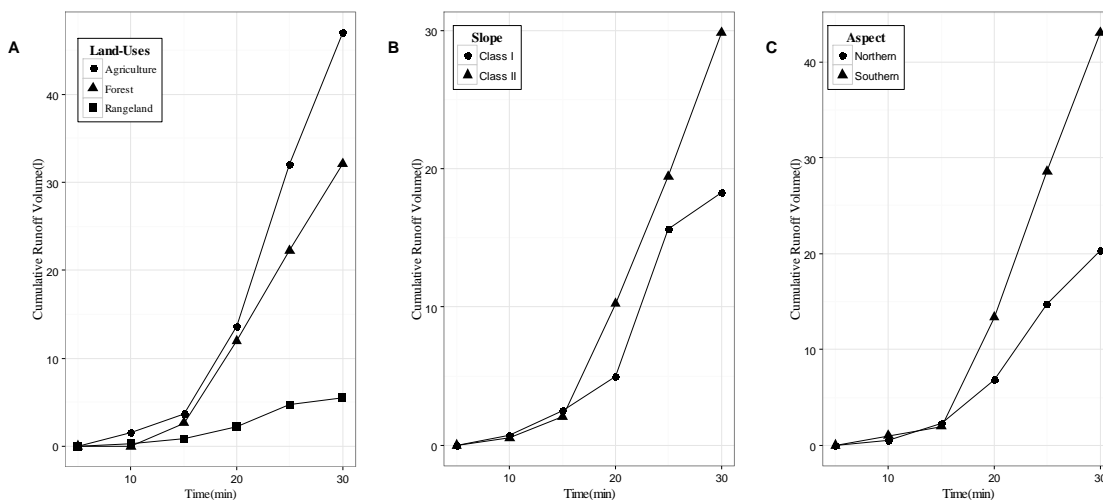 A
Land-Uses
Agriculture
Forest
Rangeland
Cumulative Runoff Volume(l)
40
30
20
10
0
10
20
30
Time(min)
B
Slope
Class I
Class II
Cumulative Runoff Volume(l)
30
20
10
0
10
20
30
Time(min)
C
Aspect
Northern
Southern
Cumulative Runoff Volume(l)
40
30
20
10
0
10
20
30
Time(min)